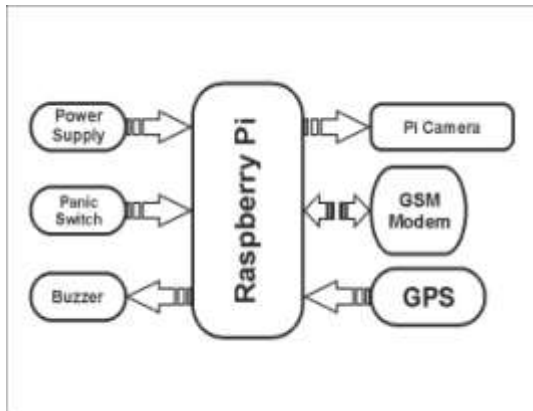 Power
Supply
Panic
Switch
Buzzer
Raspberry Pi
Pi Camera
GSM
Modem
GPS